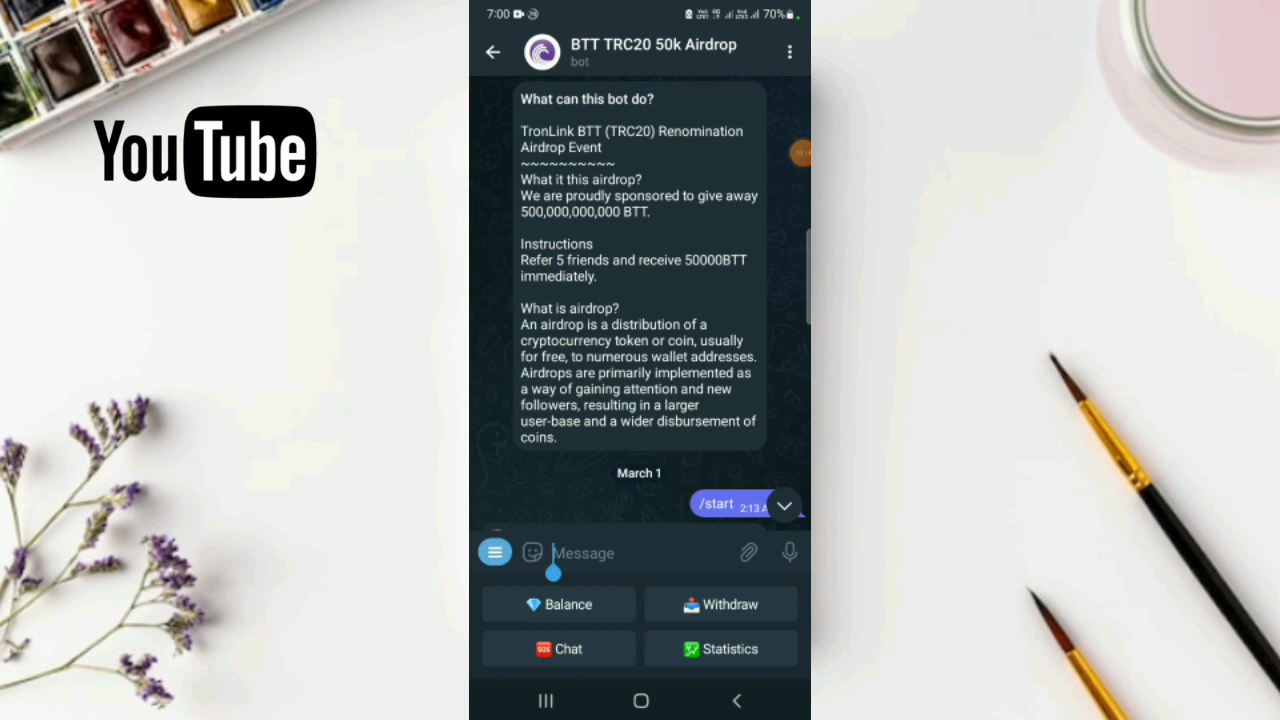 YouTube
7:00
70%
BTT TRC20 50k Airdrop
bot
What can this bot do?
TronLink BTT (TRC20) Renomination
Airdrop Event
~~~~~~~~~~
What it this airdrop?
We are proudly sponsored to give away
500,000,000,000 BTT.
Instructions
Refer 5 friends and receive 50000BTT
immediately.
What is airdrop?
An airdrop is a distribution of a
cryptocurrency token or coin, usually
for free, to numerous wallet addresses.
Airdrops are primarily implemented as
a way of gaining attention and new
followers, resulting in a larger
user-base and a wider disbursement of
coins.
March 1
/start 2:13 A
Message
Balance
Withdraw
SOS Chat
Statistics